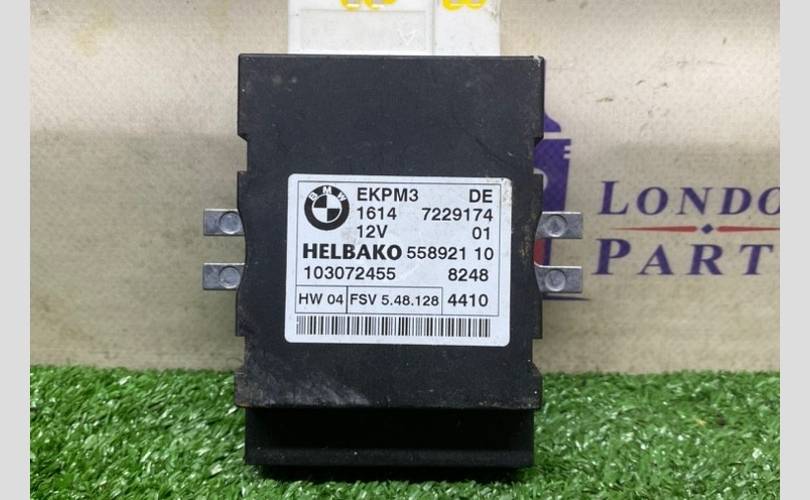 BMW
EKPM3 DE
1614 7229174
12V 01
HELBAKO 558921 10
103072455 8248
HW 04 FSV 5.48.128 4410
LONDO
PART